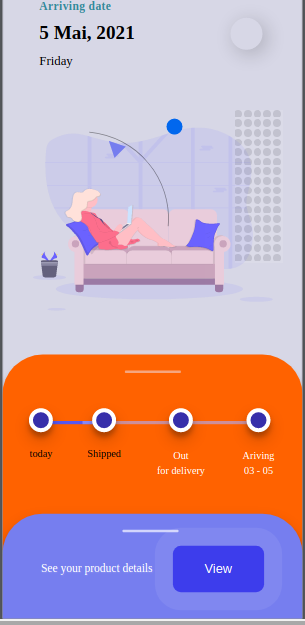 Arriving date
5 Mai, 2021
Friday
today
Shipped
Out
for delivery
Ariving
03 - 05
See your product details
View